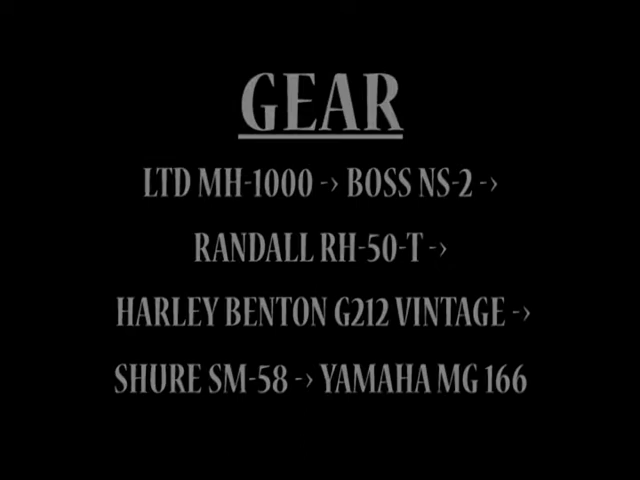 GEAR
LTD MH-1000 -> BOSS NS-2 ->
RANDALL RH-50-T ->
HARLEY BENTON G212 VINTAGE ->
SHURE SM-58 -> YAMAHA MG 166